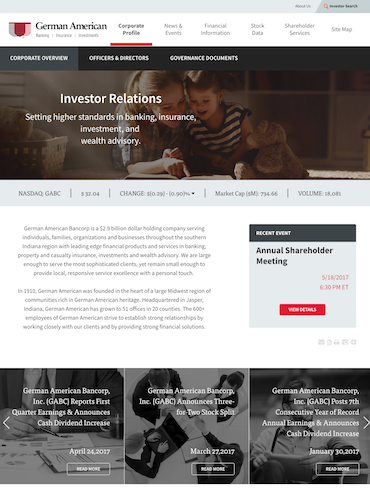 About Us
Investor Search
German American
Banking | Insurance | Investments
Corporate
Profile
News &
Events
Financial
Information
Stock
Data
Shareholder
Services
Site Map
CORPORATE OVERVIEW
OFFICERS & DIRECTORS
GOVERNANCE DOCUMENTS
Investor Relations
Setting higher standards in banking, insurance,
investment, and
wealth advisory.
NASDAQ: GABC
$ 32.04
CHANGE: $(0.29) - (0.90)%
Market Cap ($M): 734.66
VOLUME: 18,081
German American Bancorp is a $2.9 billion dollar holding company serving
individuals, families, organizations and businesses throughout the southern
Indiana region with leading edge financial products and services in banking,
property and casualty insurance, investments and wealth advisory. We are large
enough to serve the most sophisticated clients, yet remain small enough to
provide local, responsive service excellence with a personal touch.
In 1910, German American was founded in the heart of a large Midwest region of
communities rich in German American heritage. Headquartered in Jasper,
Indiana, German American has grown to 51 offices in 20 counties. The 600+
employees of German American strive to establish strong relationships by
working closely with our clients and by providing strong financial solutions.
RECENT EVENT
Annual Shareholder
Meeting
5/18/2017
6:30 PM ET
VIEW DETAILS
German American Bancorp,
Inc. (GABC) Reports First
Quarter Earnings & Announces
Cash Dividend Increase
April 24,2017
READ MORE
German American Bancorp,
Inc. (GABC) Announces Three-
for-Two Stock Split
March 27,2017
READ MORE
German American Bancorp,
Inc. (GABC) Posts 7th
Consecutive Year of Record
Annual Earnings & Announces
Cash Dividend Increase
January 30,2017
READ MORE